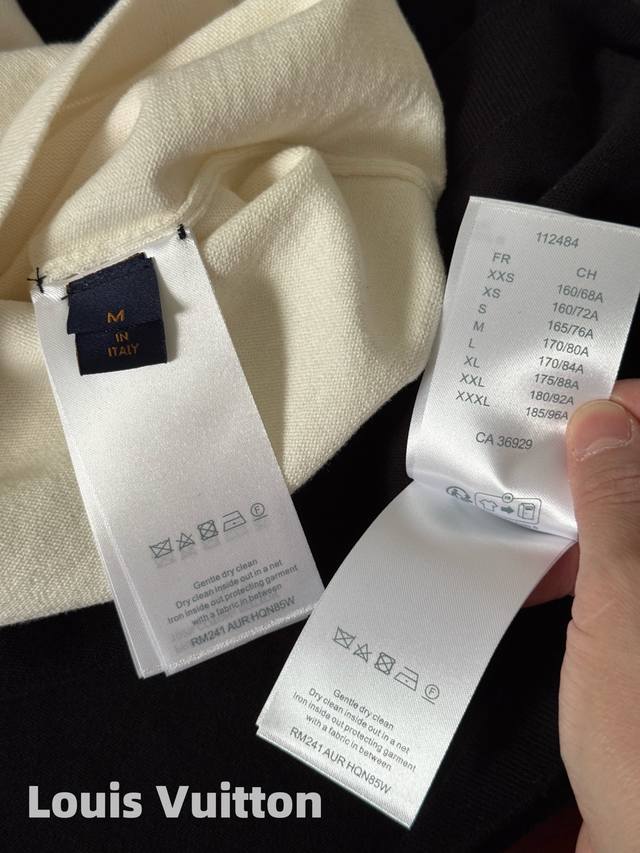 M
IN
ITALY
Gentle dry clean
Dry clean inside out in a net
Iron inside out protecting garment
with a fabric in between
RM241 AUR HQN85W
112484
FR CH
XXS 160/68A
XS 160/72A
S 165/76A
M 170/80A
L 170/84A
XL 175/88A
XXL 180/92A
XXXL 185/96A
CA 36929
Gentle dry clean
Dry clean inside out in a net
Iron inside out protecting garment
with a fabric in between
RM241 AUR HQN85W
Louis Vuitton